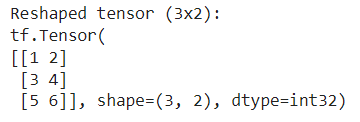 Reshaped tensor (3x2):
tf.Tensor(
[[1 2]
 [3 4]
 [5 6]], shape=(3, 2), dtype=int32)